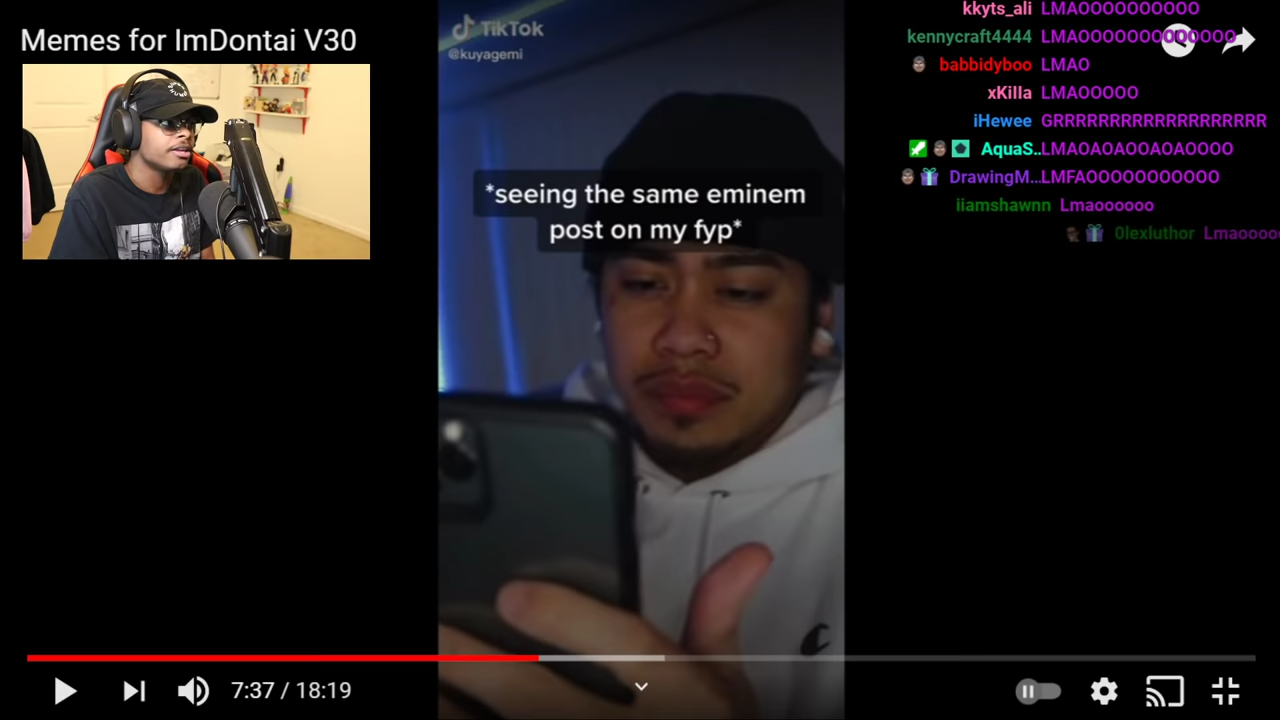 Memes for ImDontai V30
TikTok
@kuyagemi
*seeing the same eminem
post on my fyp*
kkyts_ali LMAOOOOOOOOOO
kennycraft4444 LMAOOOOOOOOOOOOOO
babbidyboo LMAO
xKilla LMAOOOOO
iHewee GRRRRRRRRRRRRRRRRRRR
AquaS..LMAOAOAOOAOAOOOO
DrawingM...LMFAOOOOOOOOOOO
iiamshawnn Lmaoooooo
0lexluthor Lmaoooo
7:37 / 18:19